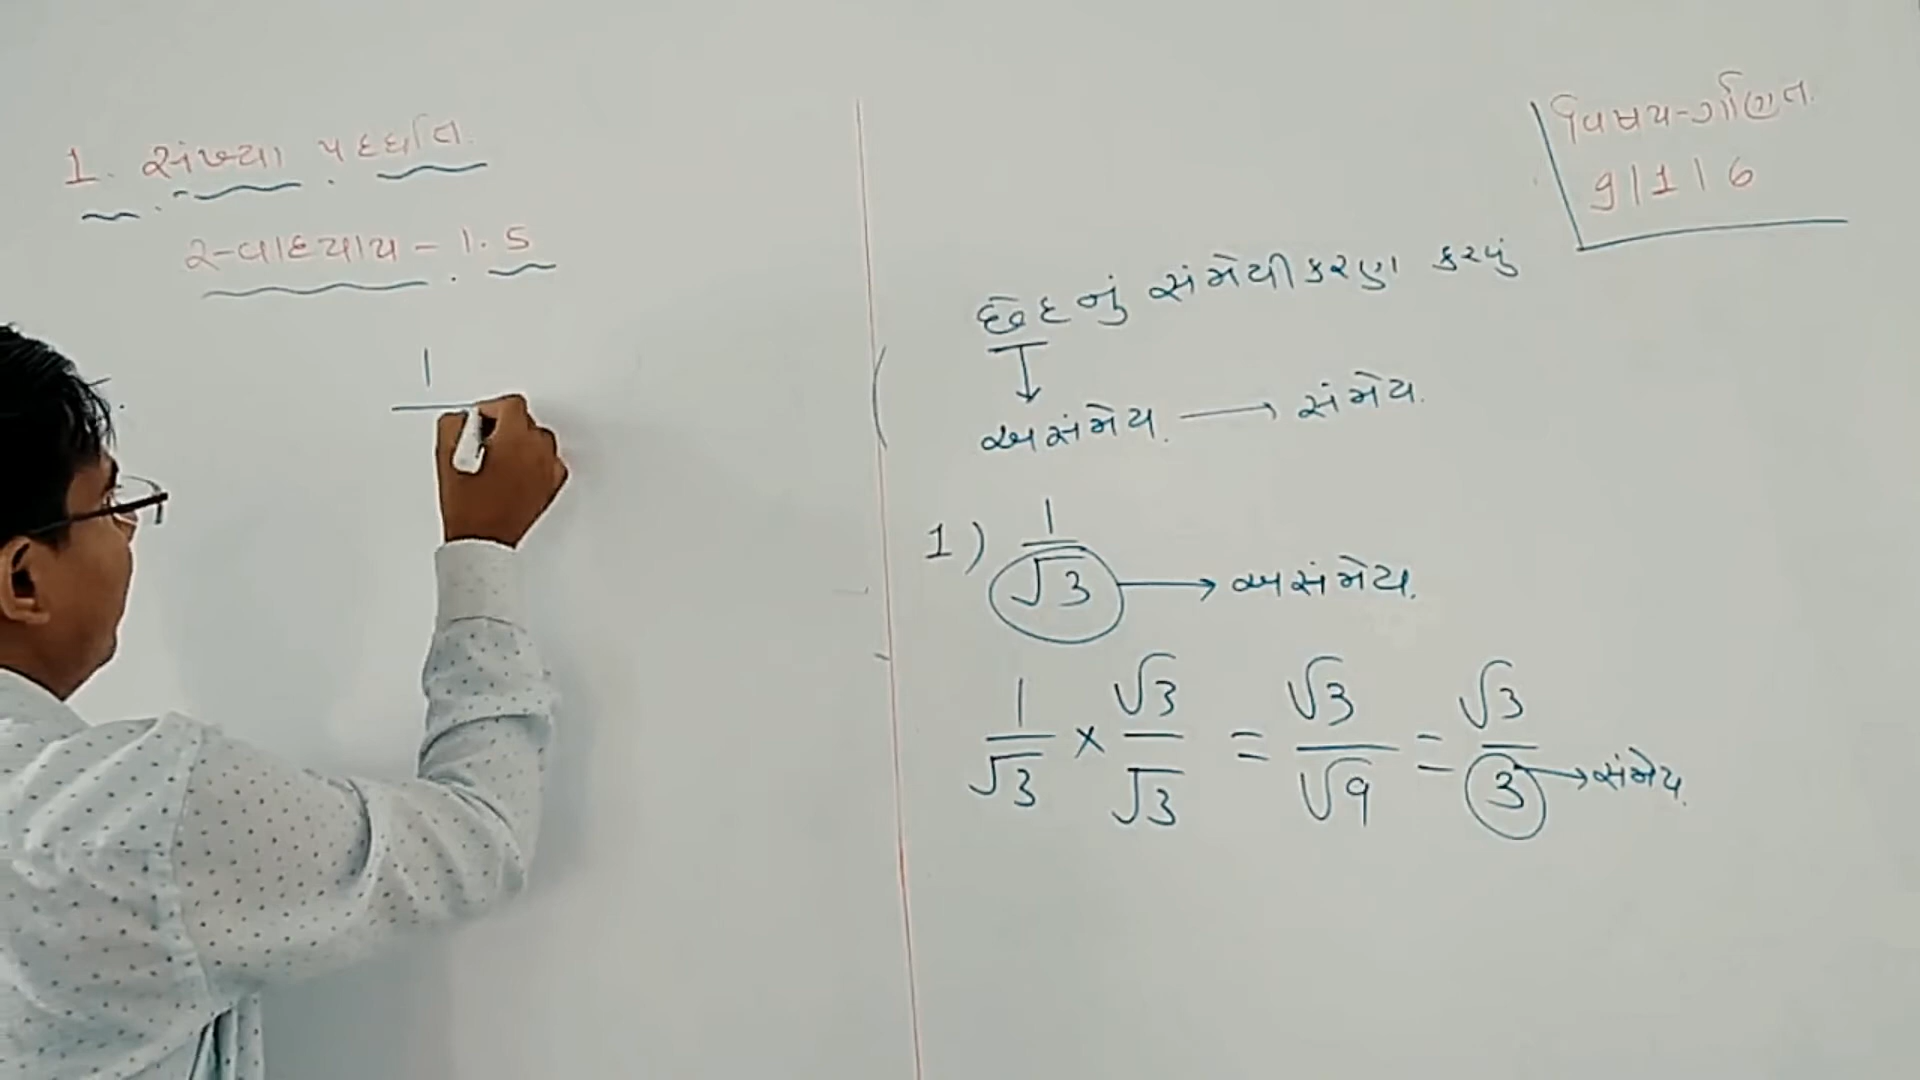 1. સંખ્યા પદ્ધતિ.
સ્વાધ્યાય - 1.5
1
વિષય - ગણિત.
9 | 1 | 6
છેદનું સંમેયીકરણ કરવું
અસંમેય. → સંમેય.
1) 1/√3 → અસંમેય.
1/√3 × √3/√3 = √3/√9 = √3/3 → સંમેય.